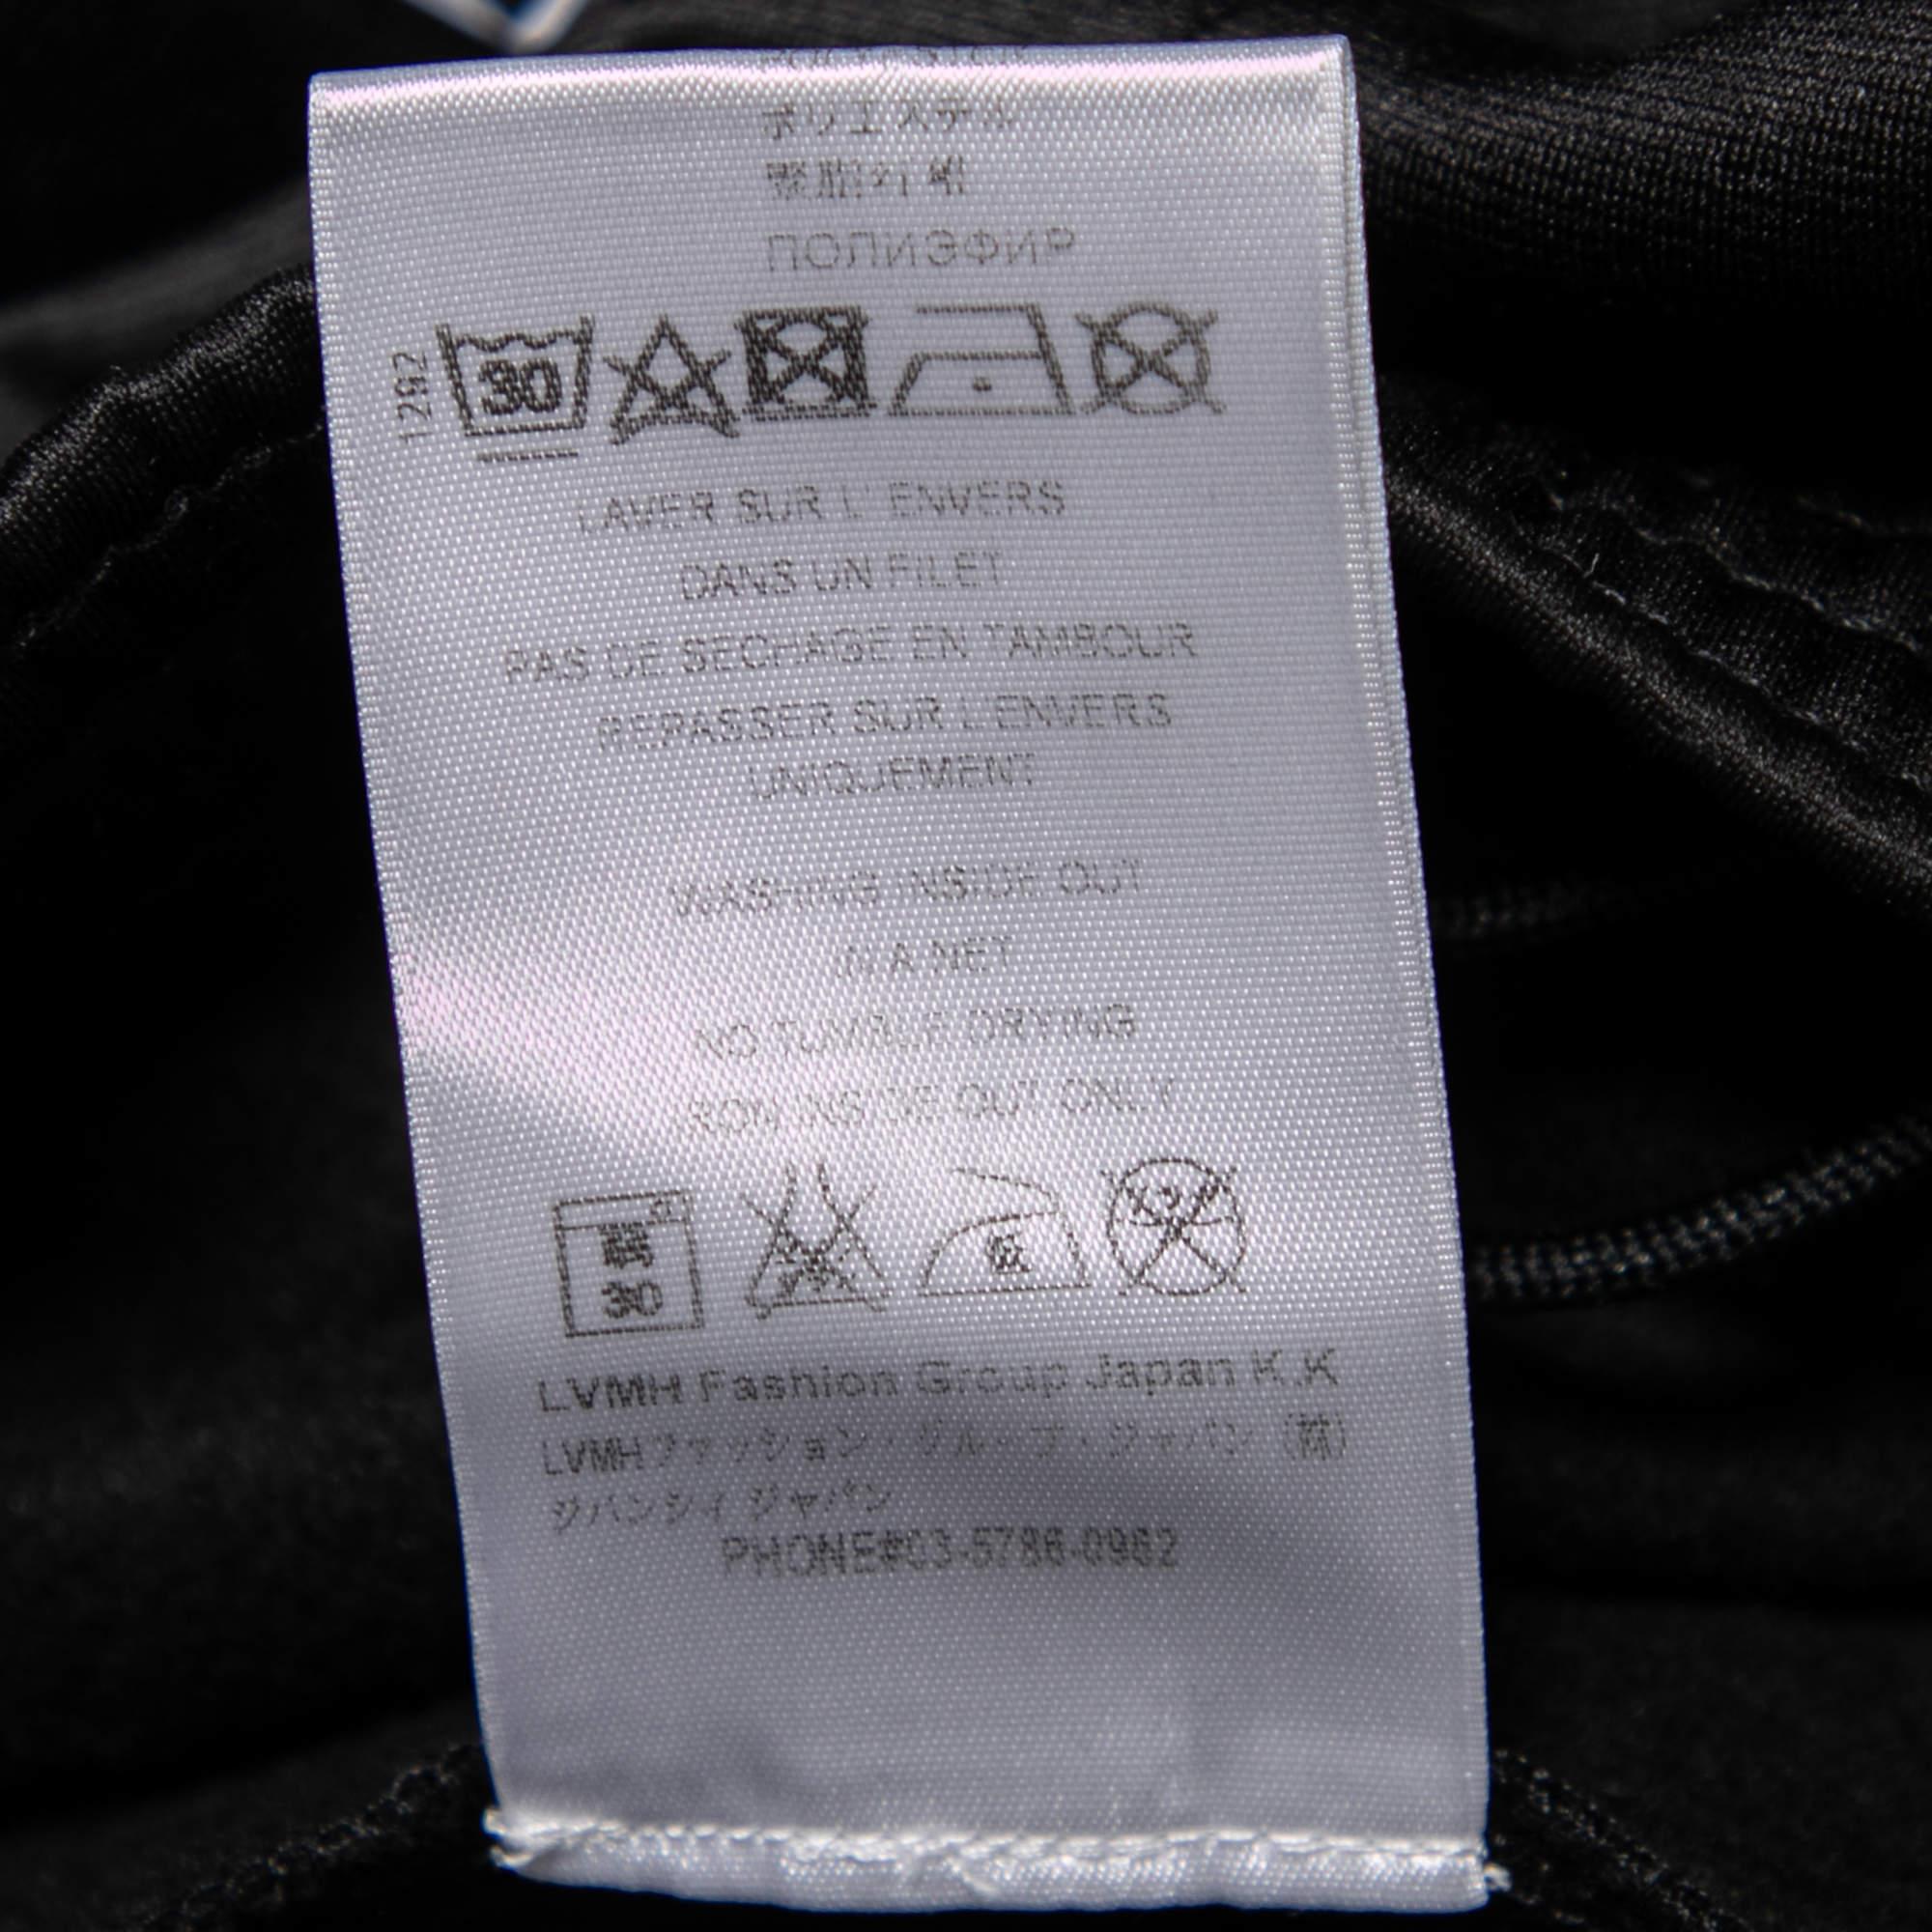 ポリエステル
聚酯纤维
ПОЛИЭФИР
1292
30
LAVER SUR L' ENVERS
DANS UN FILET
PAS DE SECHAGE EN TAMBOUR
REPASSER SUR L'ENVERS
UNIQUEMENT
WASHING INSIDE OUT
IN A NET
NO TUMBLE DRYING
IRON INSIDE OUT ONLY
弱
30
低
LVMH Fashion Group Japan K.K
LVMHファッション・グループ・ジャパン（株）
ジバンシィ ジャパン
PHONE#03-5786-0962